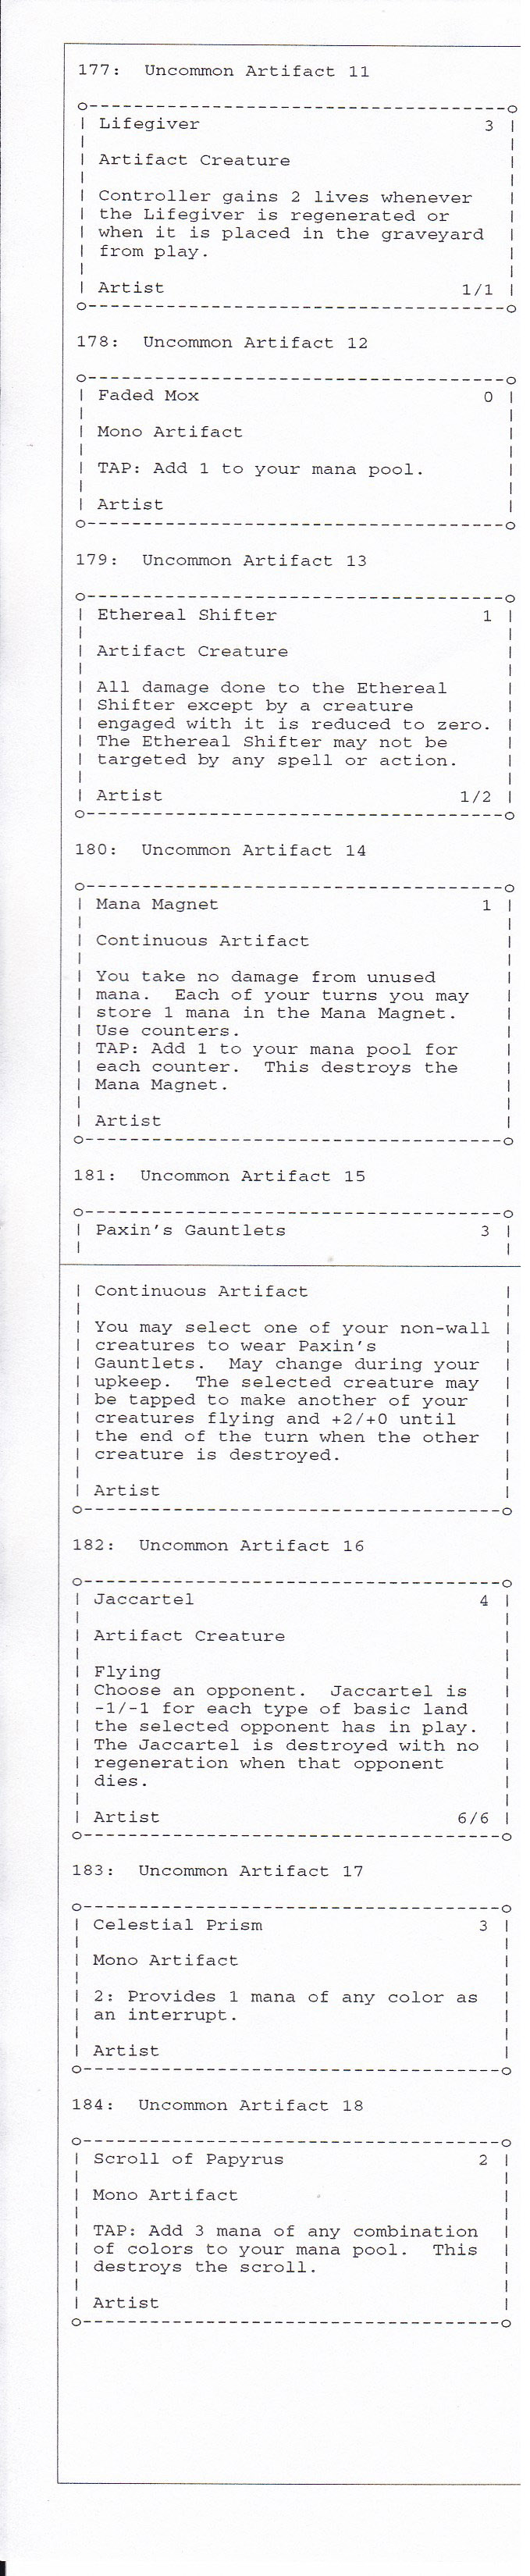 177:  Uncommon Artifact 11
o--------------------------------------o
| Lifegiver                          3 |
|                                      |
| Artifact Creature                    |
|                                      |
| Controller gains 2 lives whenever    |
| the Lifegiver is regenerated or      |
| when it is placed in the graveyard   |
| from play.                           |
|                                      |
| Artist                           1/1 |
o--------------------------------------o
178:  Uncommon Artifact 12
o--------------------------------------o
| Faded Mox                          0 |
|                                      |
| Mono Artifact                        |
|                                      |
| TAP: Add 1 to your mana pool.        |
|                                      |
| Artist                               |
o--------------------------------------o
179:  Uncommon Artifact 13
o--------------------------------------o
| Ethereal Shifter                   1 |
|                                      |
| Artifact Creature                    |
|                                      |
| All damage done to the Ethereal      |
| Shifter except by a creature         |
| engaged with it is reduced to zero.  |
| The Ethereal Shifter may not be      |
| targeted by any spell or action.     |
|                                      |
| Artist                           1/2 |
o--------------------------------------o
180:  Uncommon Artifact 14
o--------------------------------------o
| Mana Magnet                        1 |
|                                      |
| Continuous Artifact                  |
|                                      |
| You take no damage from unused       |
| mana.  Each of your turns you may    |
| store 1 mana in the Mana Magnet.     |
| Use counters.                        |
| TAP: Add 1 to your mana pool for     |
| each counter.  This destroys the     |
| Mana Magnet.                         |
|                                      |
| Artist                               |
o--------------------------------------o
181:  Uncommon Artifact 15
o--------------------------------------o
| Paxin's Gauntlets                  3 |
|                                      |
| Continuous Artifact                  |
|                                      |
| You may select one of your non-wall  |
| creatures to wear Paxin's            |
| Gauntlets.  May change during your   |
| upkeep.  The selected creature may   |
| be tapped to make another of your    |
| creatures flying and +2/+0 until     |
| the end of the turn when the other   |
| creature is destroyed.               |
|                                      |
| Artist                               |
o--------------------------------------o
182:  Uncommon Artifact 16
o--------------------------------------o
| Jaccartel                          4 |
|                                      |
| Artifact Creature                    |
|                                      |
| Flying                               |
| Choose an opponent.  Jaccartel is    |
| -1/-1 for each type of basic land    |
| the selected opponent has in play.   |
| The Jaccartel is destroyed with no   |
| regeneration when that opponent      |
| dies.                                |
|                                      |
| Artist                           6/6 |
o--------------------------------------o
183:  Uncommon Artifact 17
o--------------------------------------o
| Celestial Prism                    3 |
|                                      |
| Mono Artifact                        |
|                                      |
| 2: Provides 1 mana of any color as   |
| an interrupt.                        |
|                                      |
| Artist                               |
o--------------------------------------o
184:  Uncommon Artifact 18
o--------------------------------------o
| Scroll of Papyrus                  2 |
|                                      |
| Mono Artifact                        |
|                                      |
| TAP: Add 3 mana of any combination   |
| of colors to your mana pool.  This   |
| destroys the scroll.                 |
|                                      |
| Artist                               |
o--------------------------------------o